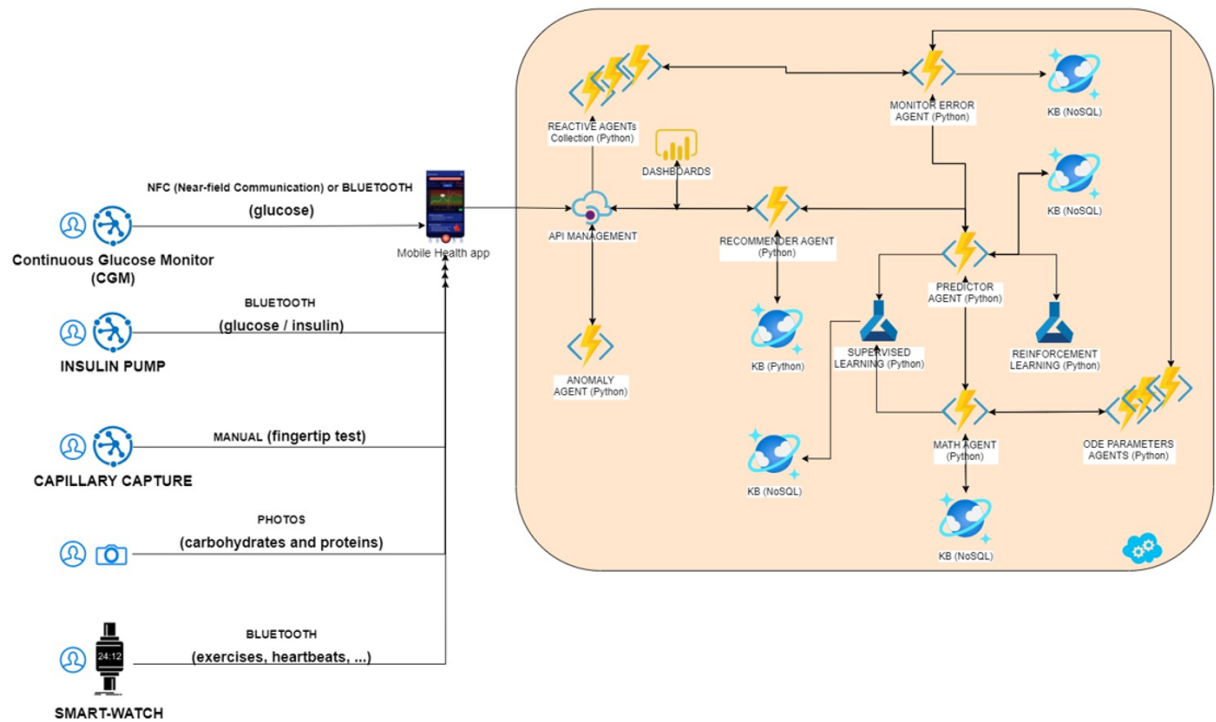 NFC (Near-field Communication) or BLUETOOTH
(glucose)
Continuous Glucose Monitor
(CGM)
Mobile Health app
BLUETOOTH
(glucose / insulin)
INSULIN PUMP
MANUAL (fingertip test)
CAPILLARY CAPTURE
PHOTOS
(carbohydrates and proteins)
BLUETOOTH
(exercises, heartbeats, ...)
24:12
SMART-WATCH
REACTIVE AGENTs
Collection (Python)
MONITOR ERROR
AGENT (Python)
KB (NoSQL)
DASHBOARDS
KB (NoSQL)
API MANAGEMENT
RECOMMENDER AGENT
(Python)
PREDICTOR
AGENT (Python)
KB (Python)
SUPERVISED
LEARNING (Python)
REINFORCEMENT
LEARNING (Python)
ANOMALY
AGENT (Python)
MATH AGENT
(Python)
ODE PARAMETERS
AGENTS (Python)
KB (NoSQL)
KB (NoSQL)